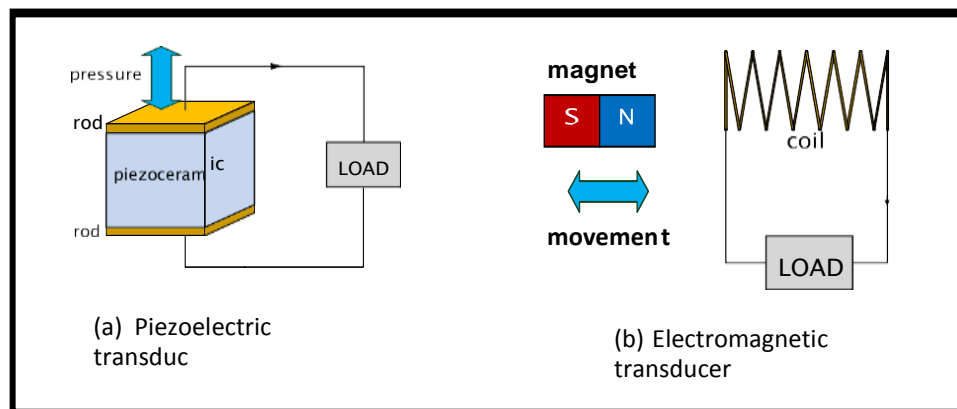 pressure
rod
piezoceram ic
rod
LOAD
(a) Piezoelectric
transduc
magnet
S N
movement
coil
LOAD
(b) Electromagnetic
transducer